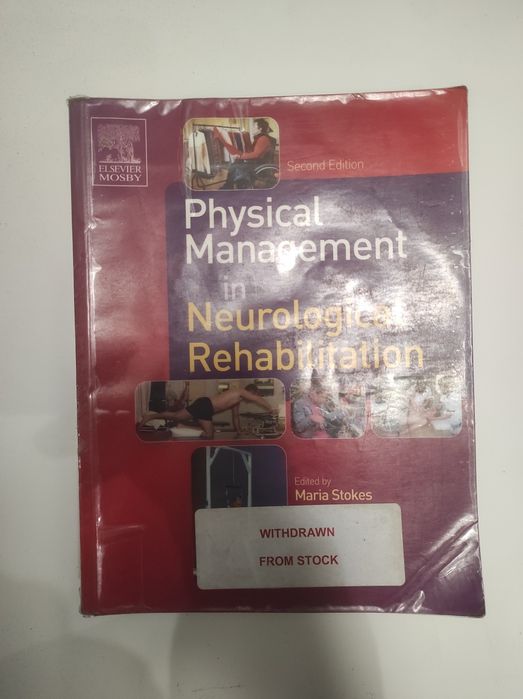 ELSEVIER
MOSBY
Second Edition
Physical
Management
in
Neurological
Rehabilitation
Edited by
Maria Stokes
WITHDRAWN
FROM STOCK